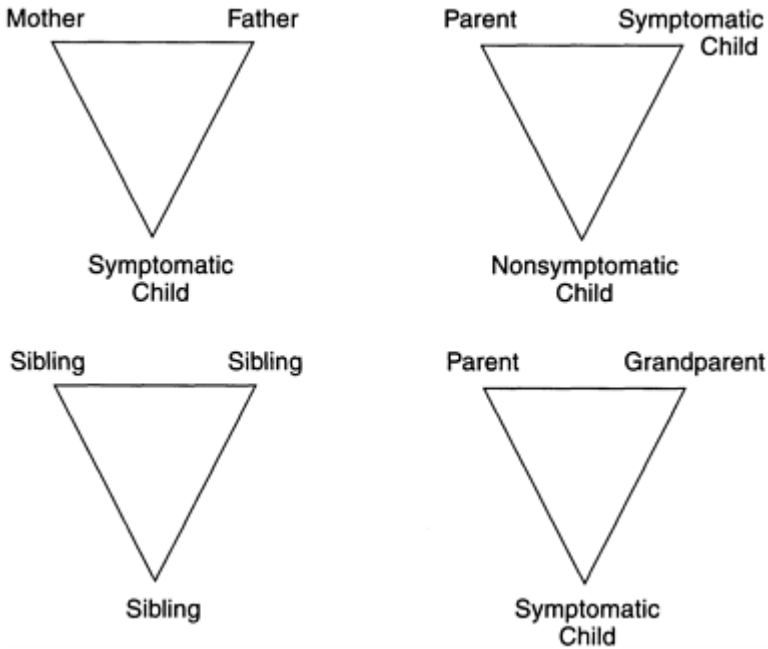 Mother Father
Symptomatic
Child
Parent Symptomatic
Child
Nonsymptomatic
Child
Sibling Sibling
Sibling
Parent Grandparent
Symptomatic
Child